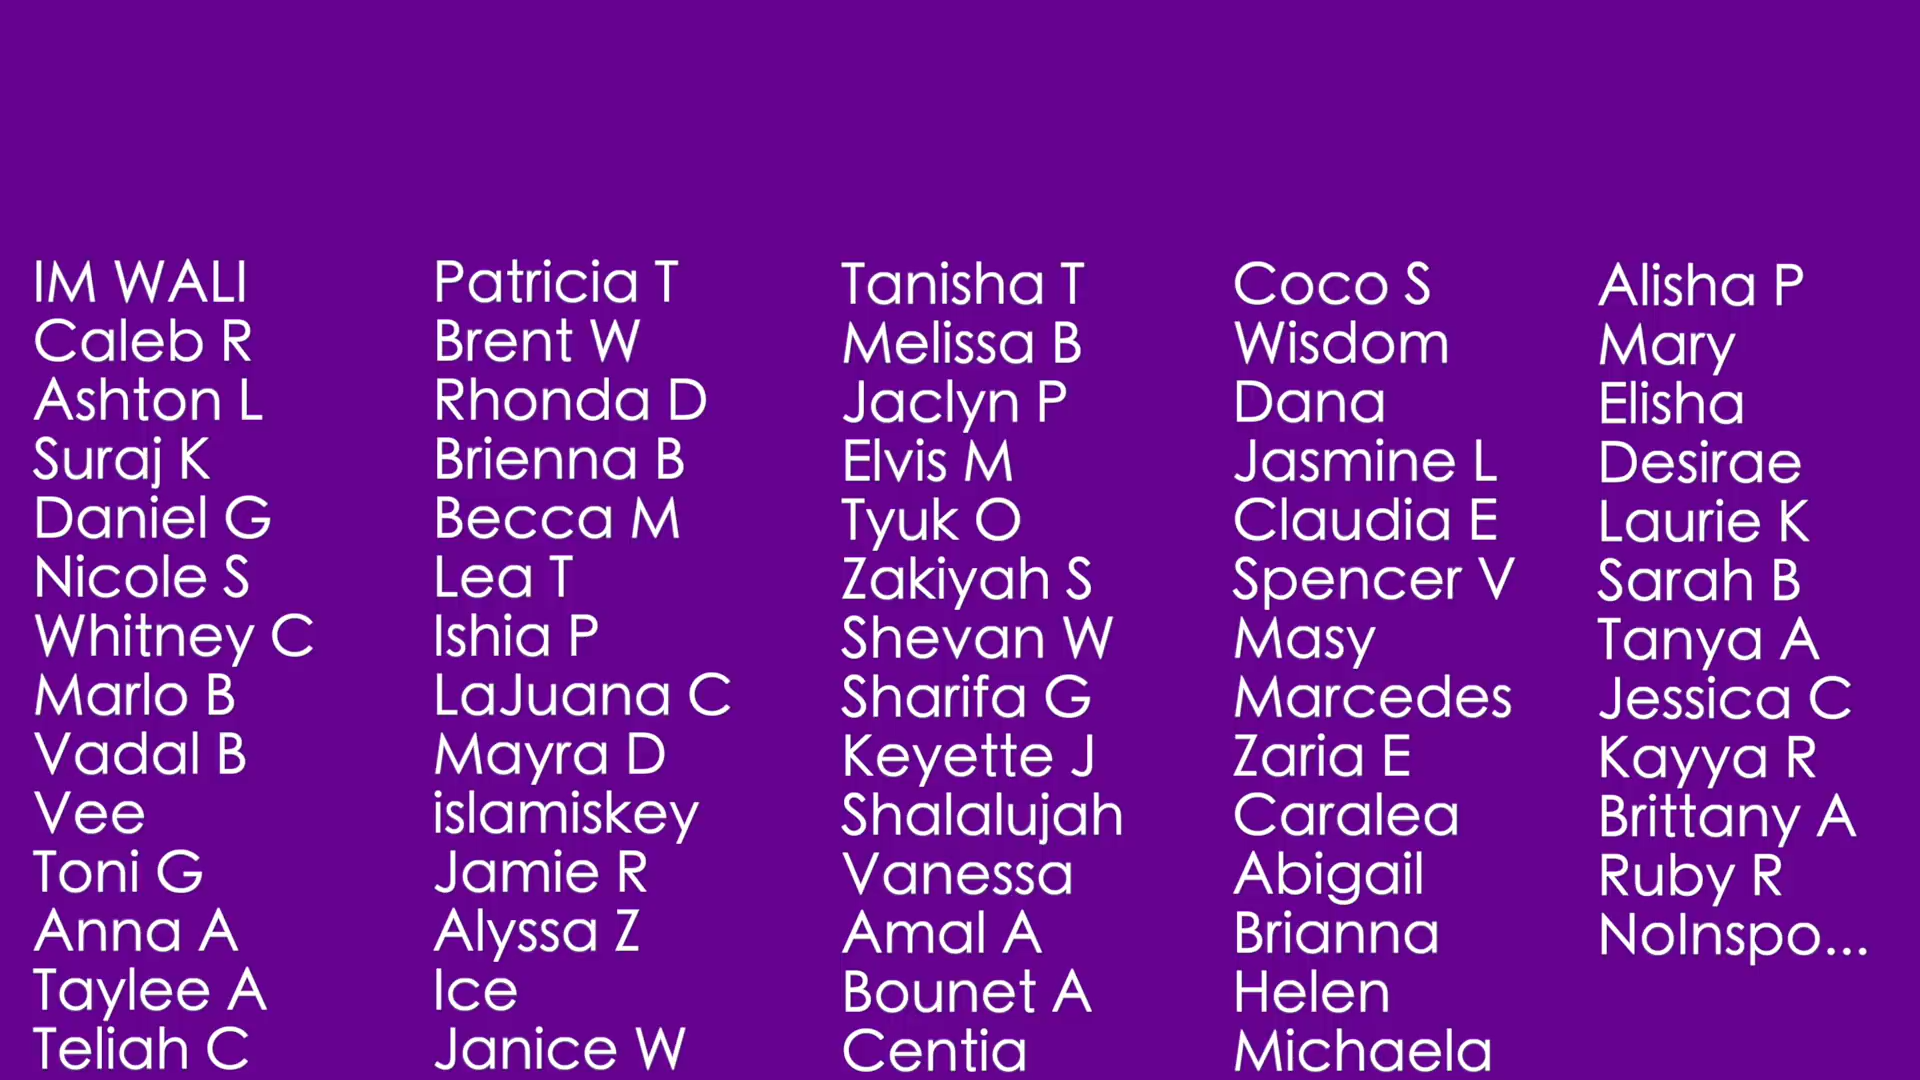 IM WALI
Caleb R
Ashton L
Suraj K
Daniel G
Nicole S
Whitney C
Marlo B
Vadal B
Vee
Toni G
Anna A
Taylee A
Teliah C
Patricia T
Brent W
Rhonda D
Brienna B
Becca M
Lea T
Ishia P
LaJuana C
Mayra D
islamiskey
Jamie R
Alyssa Z
Ice
Janice W
Tanisha T
Melissa B
Jaclyn P
Elvis M
Tyuk O
Zakiyah S
Shevan W
Sharifa G
Keyette J
Shalalujah
Vanessa
Amal A
Bounet A
Centia
Coco S
Wisdom
Dana
Jasmine L
Claudia E
Spencer V
Masy
Marcedes
Zaria E
Caralea
Abigail
Brianna
Helen
Michaela
Alisha P
Mary
Elisha
Desirae
Laurie K
Sarah B
Tanya A
Jessica C
Kayya R
Brittany A
Ruby R
NoInspo...